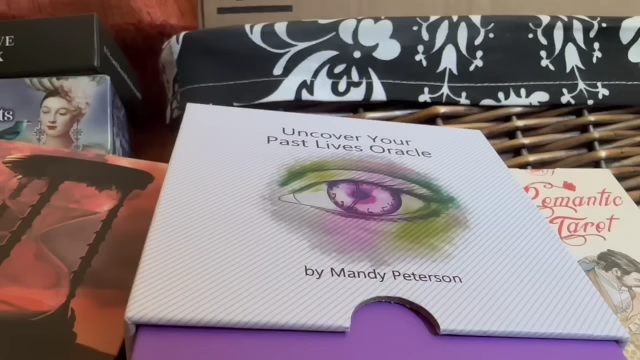 Uncover Your
Past Lives Oracle
by Mandy Peterson
Romantic
Tarot